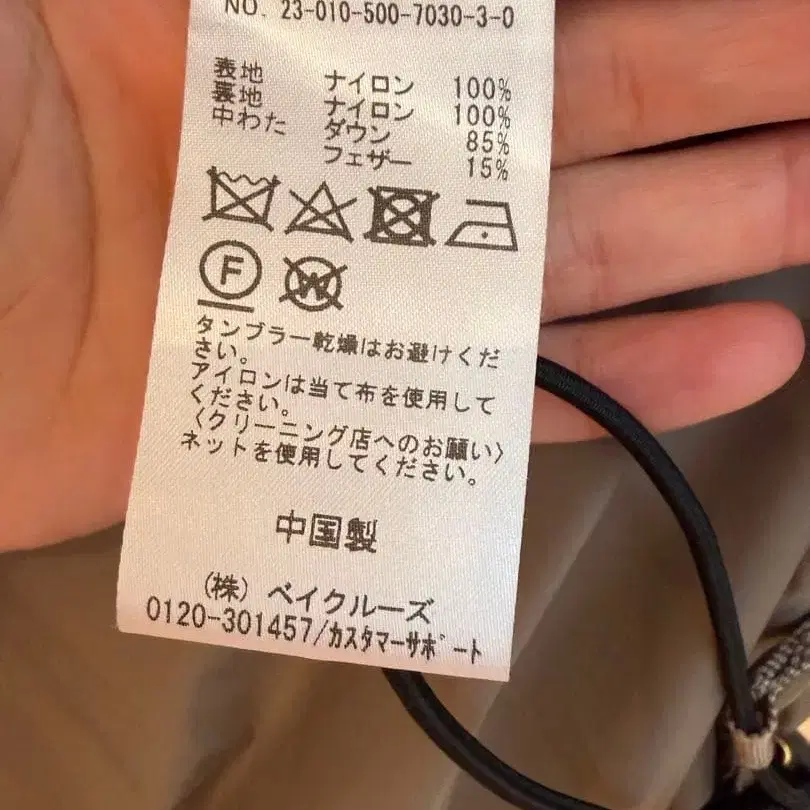 NO. 23-010-500-7030-3-0
表地 ナイロン 100%
裏地 ナイロン 100%
中わた ダウン 85%
フェザー 15%
F W
タンブラー乾燥はお避けくだ
さい。
アイロンは当て布を使用して
ください。
〈クリーニング店へのお願い〉
ネットを使用してください。
中国製
(株) ベイクルーズ
0120-301457/カスタマーサポート